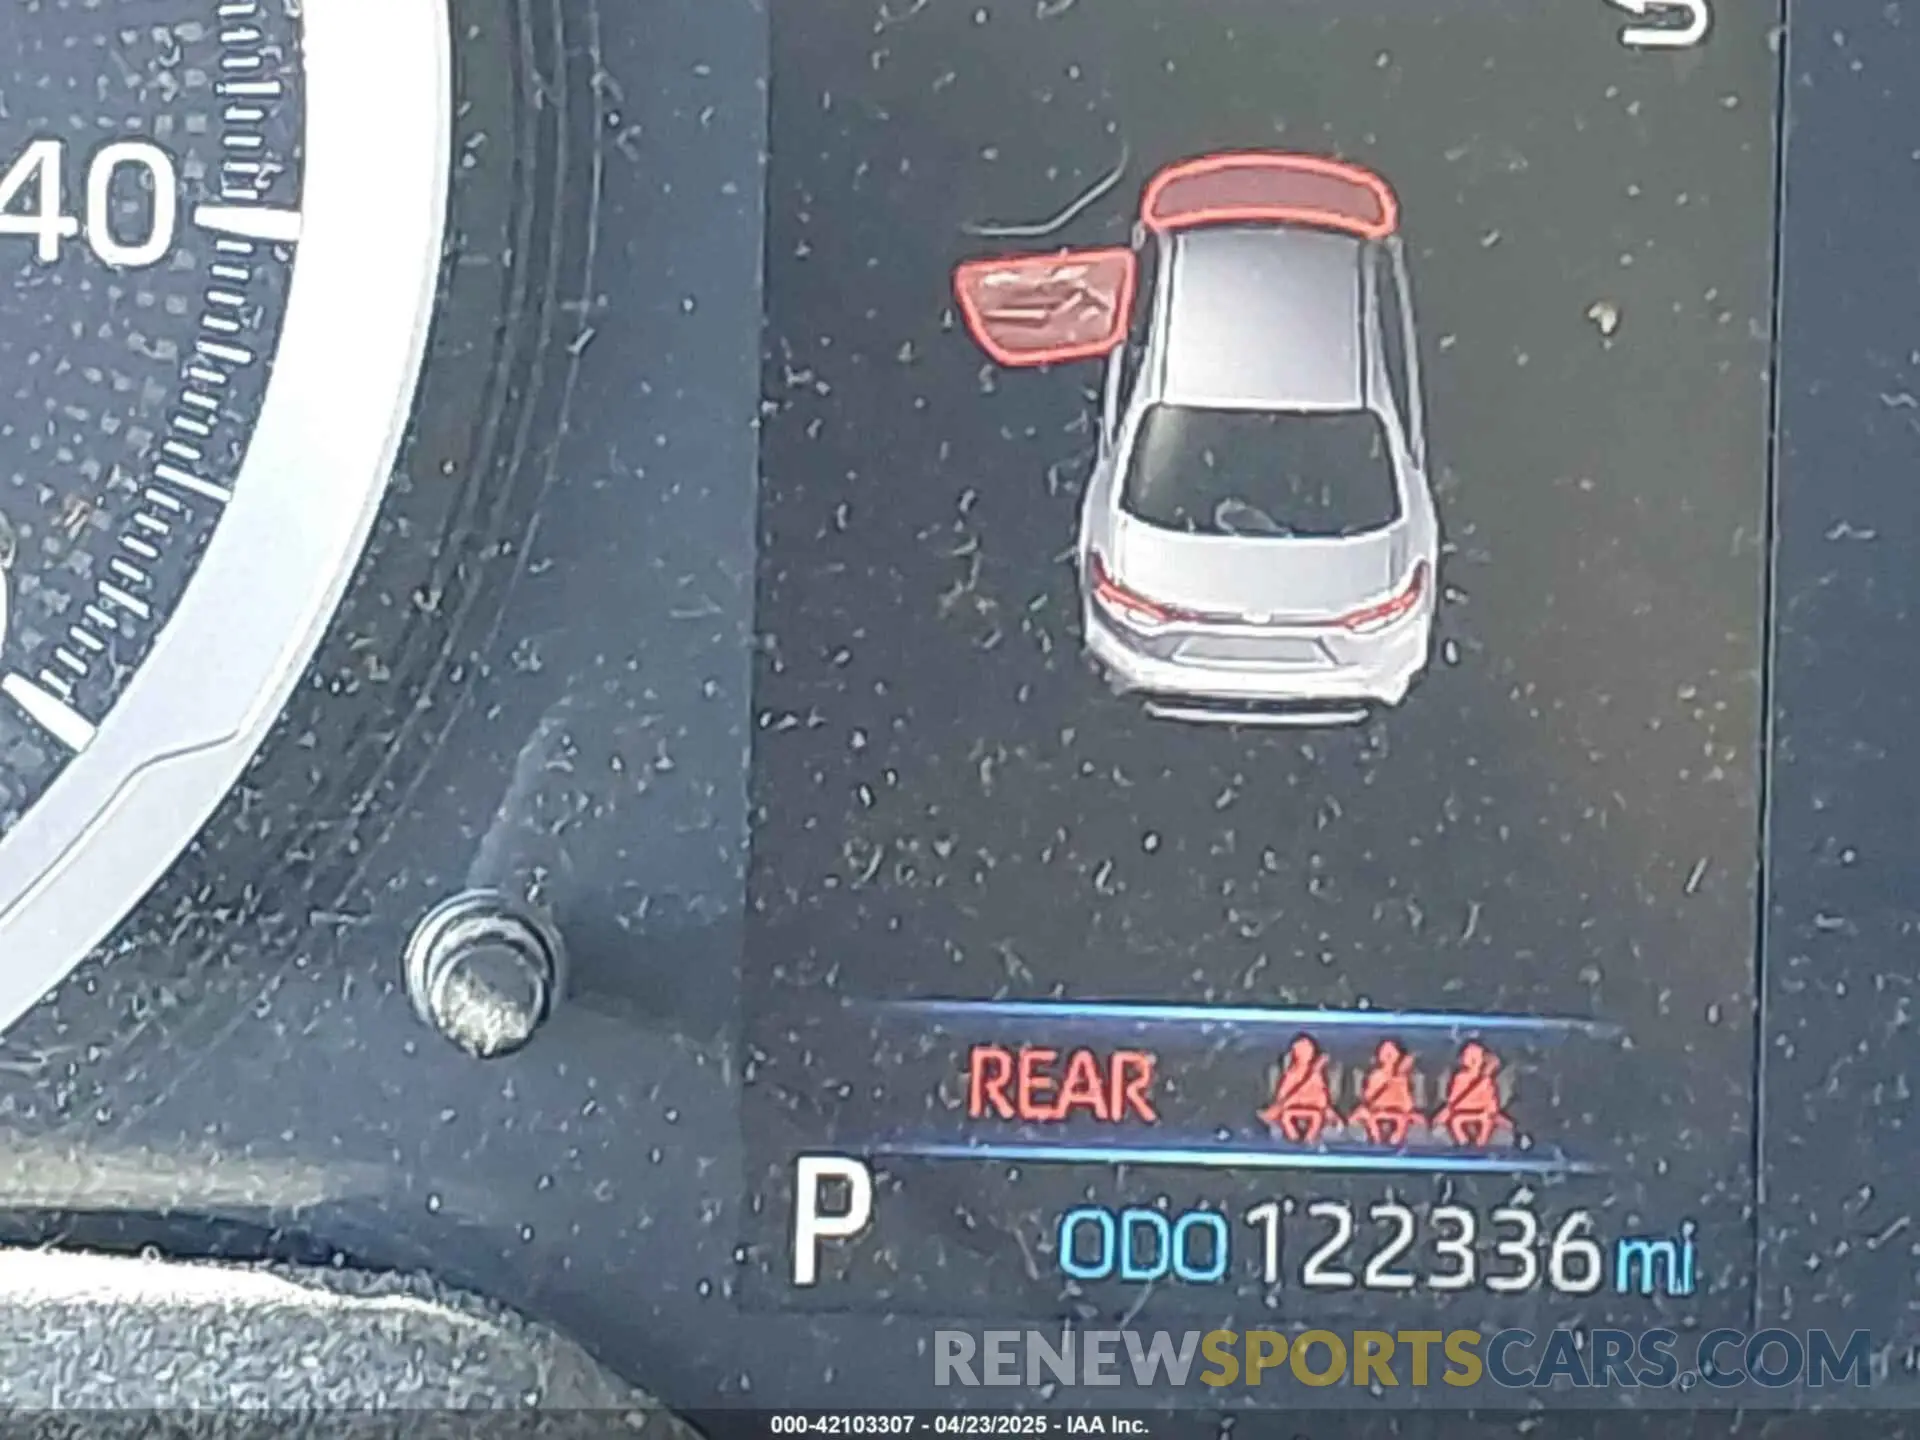 40
REAR
P ODO 122336 mi
RENEWSPORTSCARS.COM
000-42103307 - 04/23/2025 - IAA Inc.